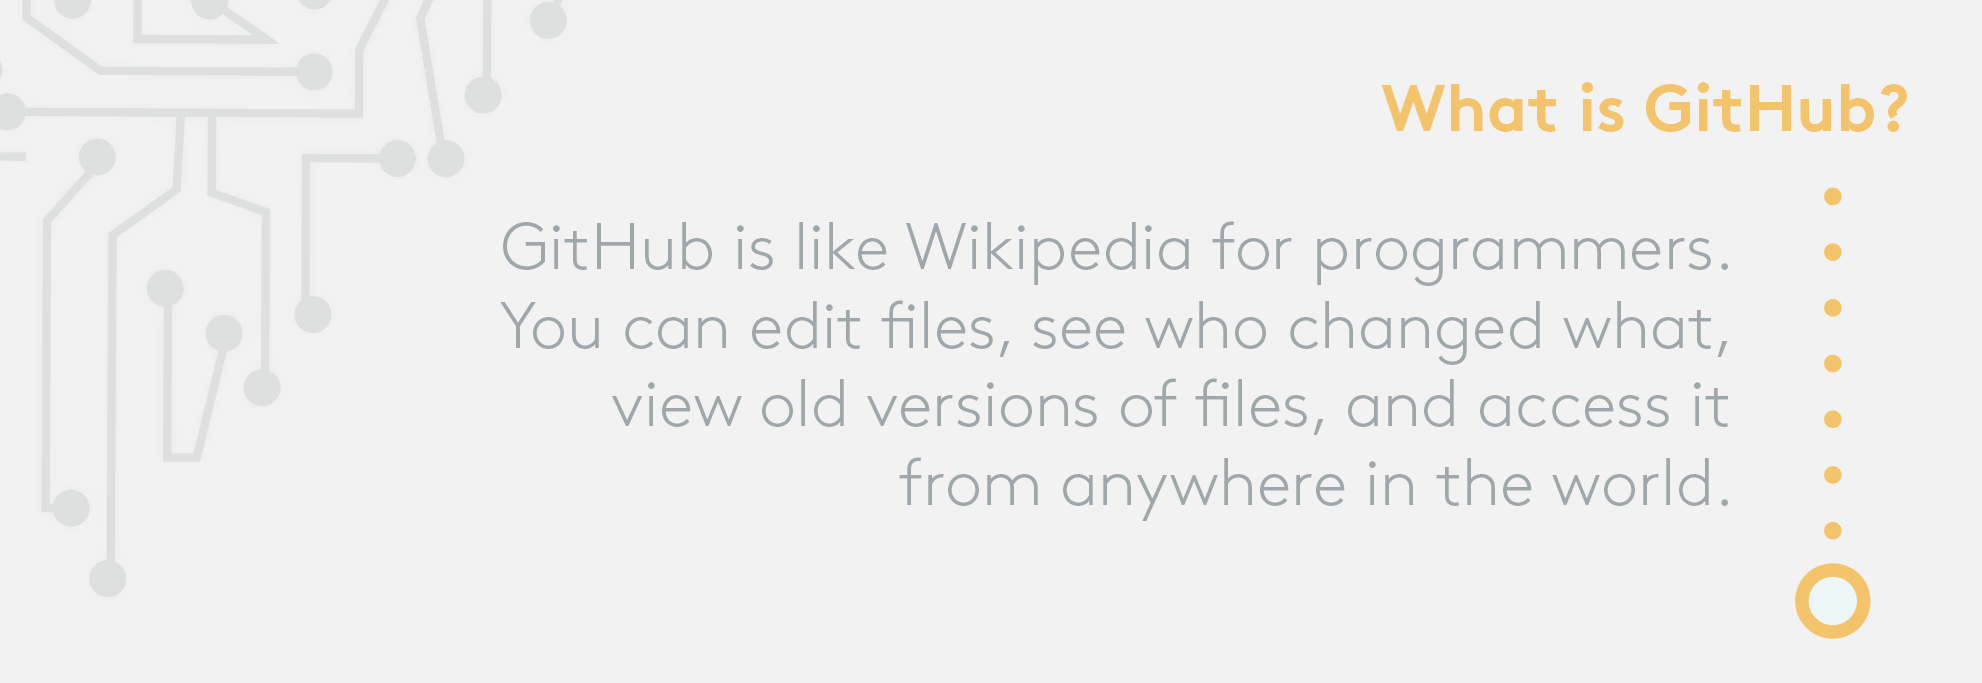 What is GitHub?
GitHub is like Wikipedia for programmers.
You can edit files, see who changed what,
view old versions of files, and access it
from anywhere in the world.